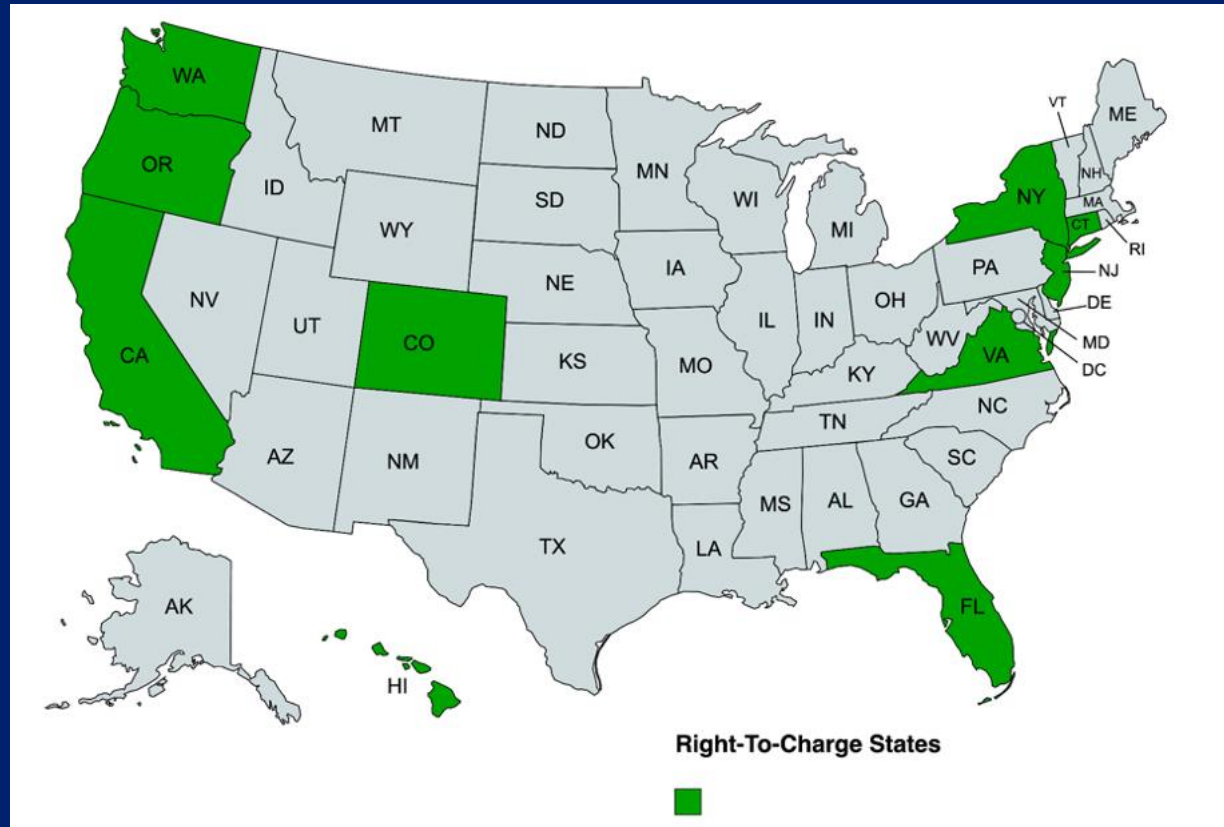 WA
MT
ND
MN
VT
ME
OR
ID
SD
WI
MI
NY
NH
MA
CT
RI
WY
IA
PA
NJ
NV
UT
CO
NE
IL
IN
OH
DE
CA
KS
MO
WV
VA
MD
DC
KY
AZ
NM
OK
AR
TN
NC
SC
TX
LA
MS
AL
GA
AK
HI
FL
Right-To-Charge States